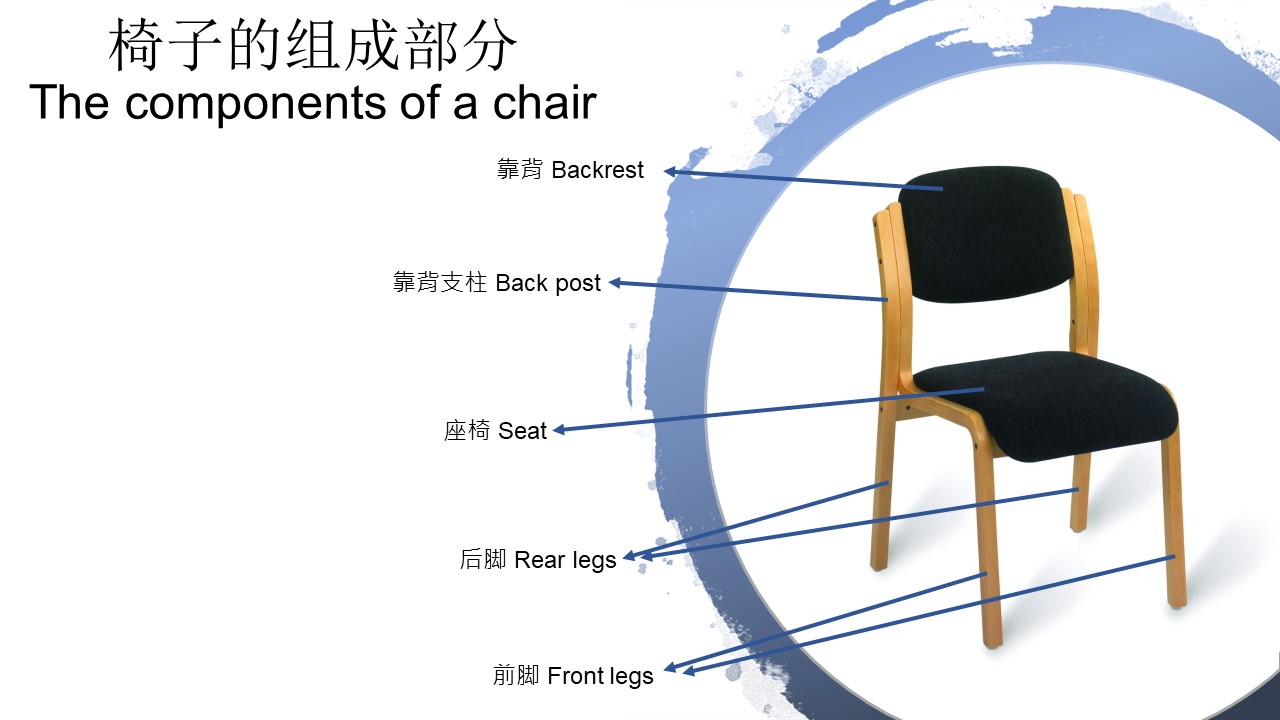 椅子的组成部分
The components of a chair
靠背 Backrest
靠背支柱 Back post
座椅 Seat
后脚 Rear legs
前脚 Front legs